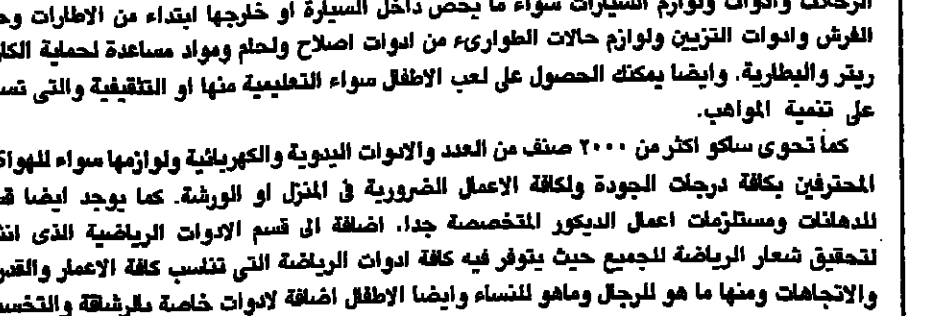 الرحلات وادوات ولوازم السيارات سواء ما يخص داخل السيارة او خارجها ابتداء من الاطارات
الفرش وادوات التزيين ولوازم حالات الطوارىء من ادوات اصلاح ولحام ومواد مساعدة لحماية
ريتر والبطارية. وايضا يمكنك الحصول على لعب الاطفال سواء التعليمية منها او التثقيفية والتى
على تنمية المواهب.
كما تحوى ساكو اكثر من ٢٠٠٠ صنف من العدد والادوات اليدوية والكهربائية ولوازمها سواء
المحترفين بكافة درجات الجودة ولكافة الاعمال الضرورية في المنزل او الورشة. كما يوجد ايضا
للدهانات ومستلزمات اعمال الديكور المتخصصة جدا. اضافة الى قسم الادوات الرياضية الذى
لتحقيق شعار الرياضة للجميع حيث يتوفر فيه كافة ادوات الرياضة التي تناسب كافة الاعمار
والاتجاهات ومنها ما هو للرجال وماهو للنساء وايضا الاطفال اضافة لادوات خاصة بالرشاقة